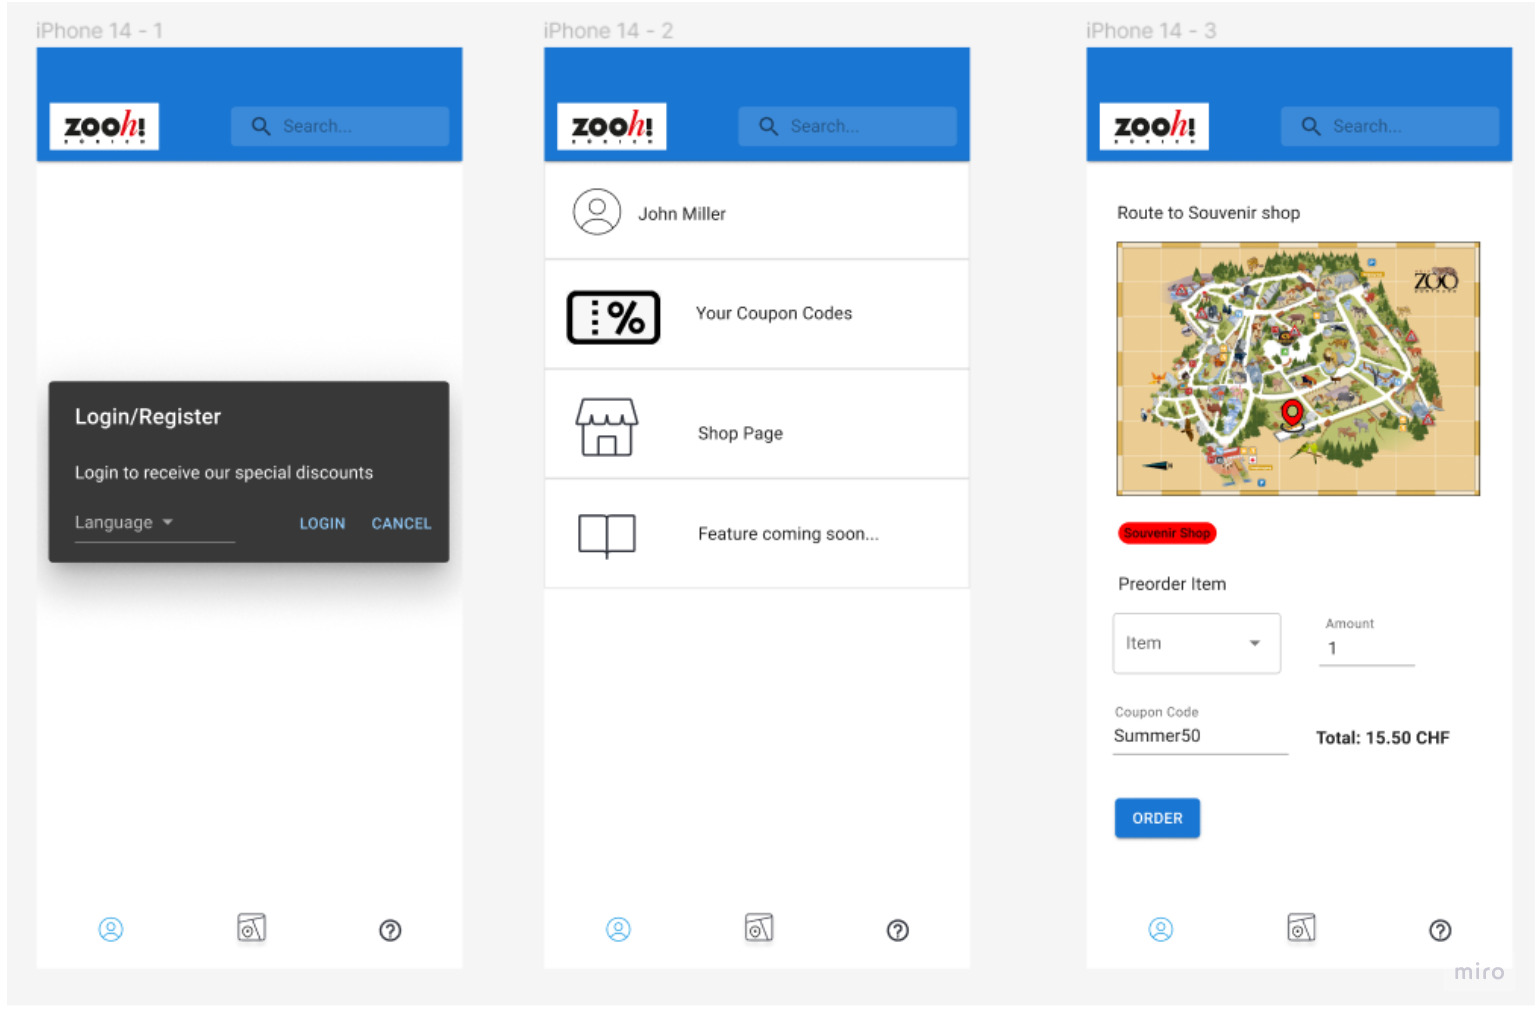 iPhone 14 - 1
zooh!
ZÜRICH
Search...
Login/Register
Login to receive our special discounts
Language
LOGIN
CANCEL
iPhone 14 - 2
zooh!
ZÜRICH
Search...
John Miller
%
Your Coupon Codes
Shop Page
Feature coming soon...
iPhone 14 - 3
zooh!
ZÜRICH
Search...
Route to Souvenir shop
ZOO
Souvenir Shop
Preorder Item
Item
Amount
1
Coupon Code
Summer50
Total: 15.50 CHF
ORDER
miro